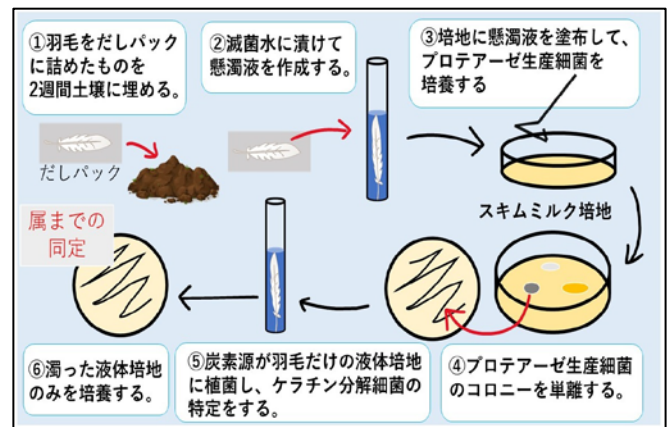 ①羽毛をだしパック
に詰めたものを
2週間土壌に埋める。
②滅菌水に漬けて
懸濁液を作成する。
③培地に懸濁液を塗布して、
プロテアーゼ生産細菌を
培養する
だしパック
スキムミルク培地
属までの
同定
⑥濁った液体培地
のみを培養する。
⑤炭素源が羽毛だけの液体培地
に植菌し、ケラチン分解細菌の
特定をする。
④プロテアーゼ生産細菌
のコロニーを単離する。